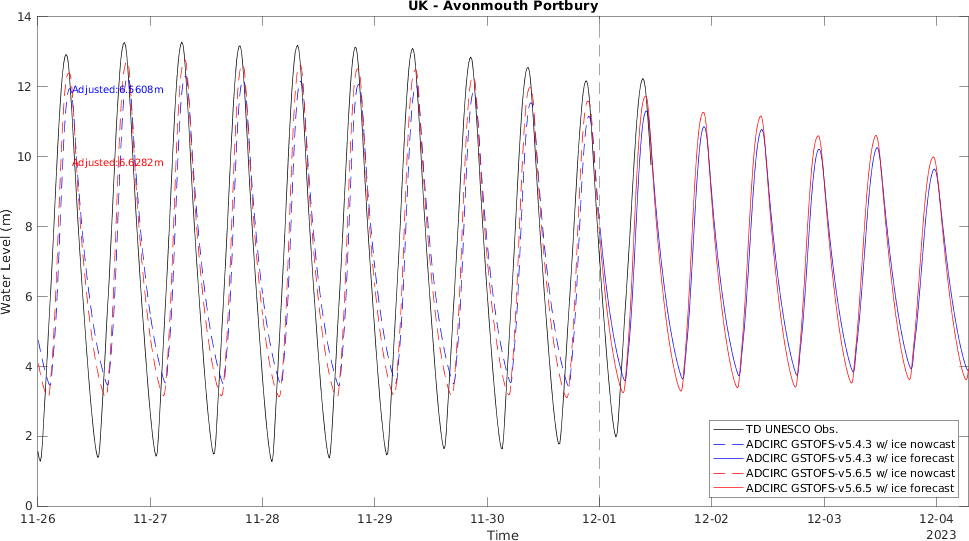 UK - Avonmouth Portbury
14
12
10
8
6
4
2
0
Water Level (m)
Adjusted:6.5608m
Adjusted:6.6282m
TD UNESCO Obs.
ADCIRC GSTOFS-v5.4.3 w/ ice nowcast
ADCIRC GSTOFS-v5.4.3 w/ ice forecast
ADCIRC GSTOFS-v5.6.5 w/ ice nowcast
ADCIRC GSTOFS-v5.6.5 w/ ice forecast
11-26 11-27 11-28 11-29 11-30 12-01 12-02 12-03 12-04
Time
2023